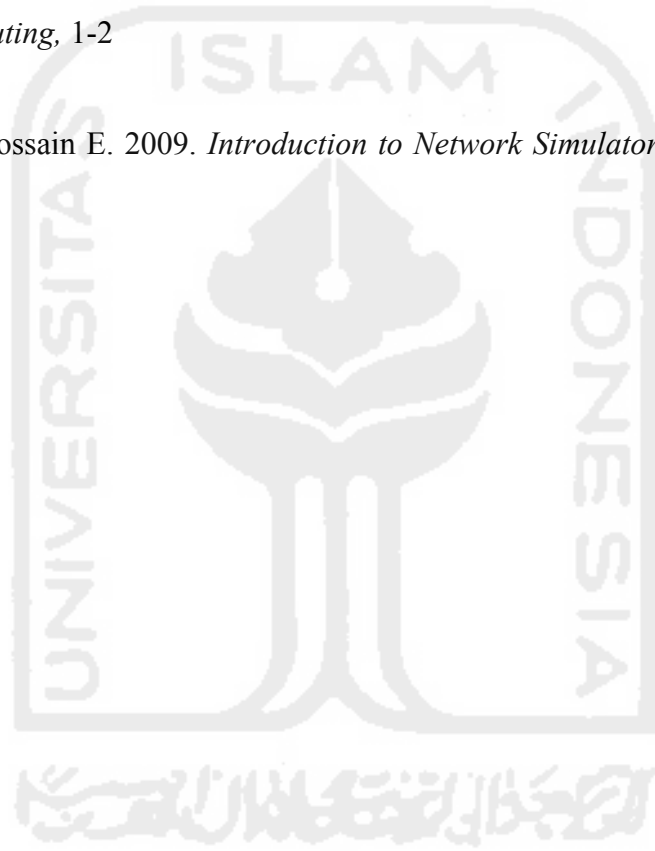 uting, 1-2
ISLAM
ossain E. 2009. Introduction to Network Simulator
UNIVERSITAS
INDONESIA